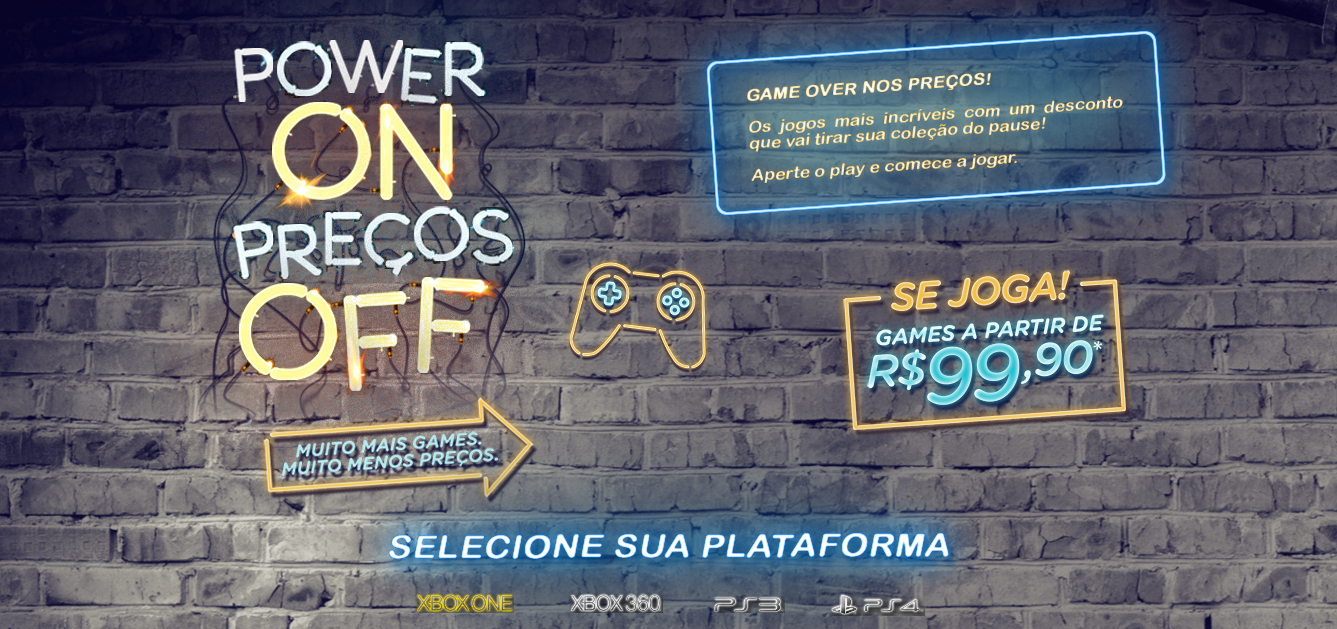 POWER
ON
PREÇOS
OFF
MUITO MAIS GAMES.
MUITO MENOS PREÇOS.
GAME OVER NOS PREÇOS!
Os jogos mais incríveis com um desconto
que vai tirar sua coleção do pause!
Aperte o play e comece a jogar.
SE JOGA!
GAMES A PARTIR DE
R$99,90*
SELECIONE SUA PLATAFORMA
XBOX ONE
XBOX 360
PS3
PS4